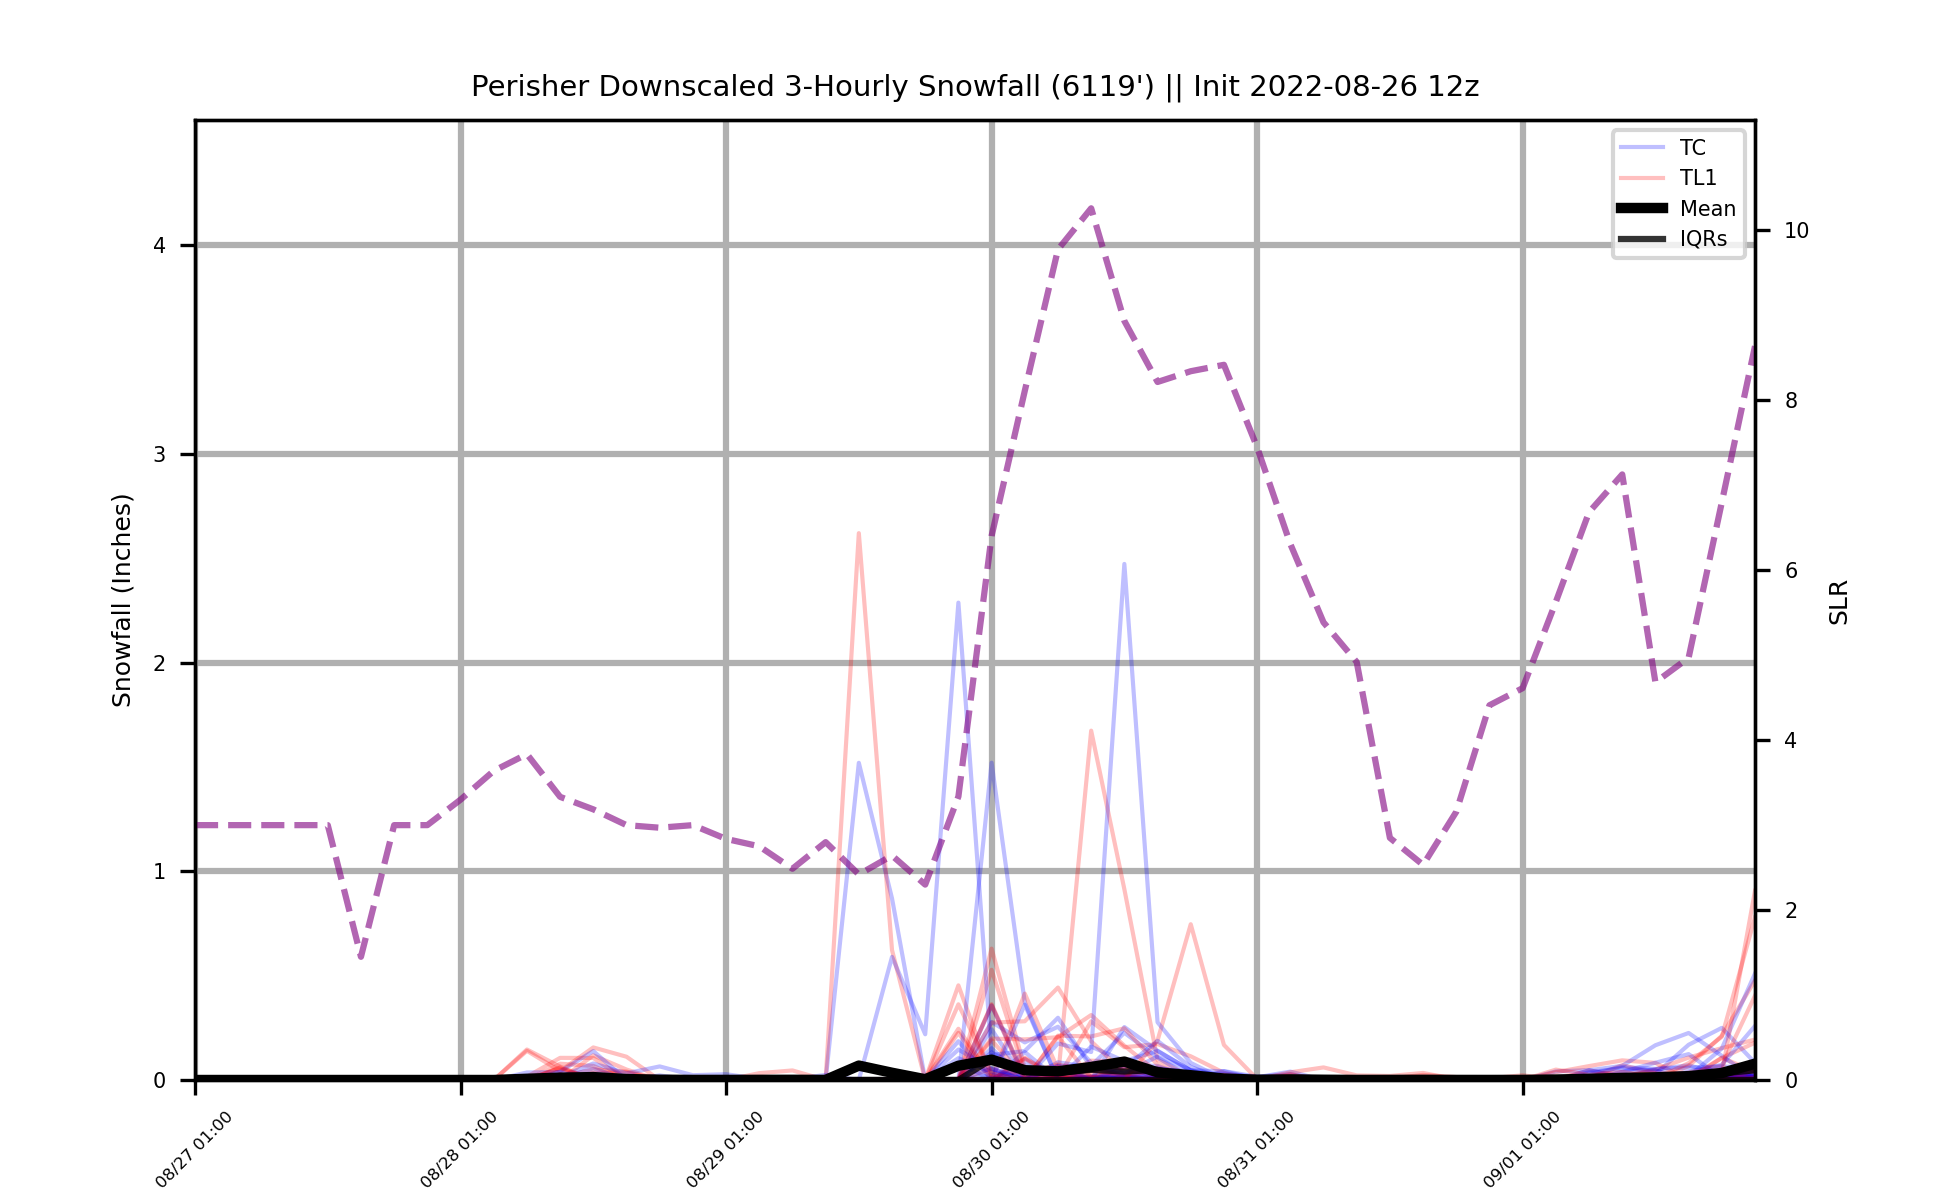 Perisher Downscaled 3-Hourly Snowfall (6119') || Init 2022-08-26 12z
TC
TL1
Mean
IQRs
Snowfall (Inches)
4
3
2
1
0
SLR
10
8
6
4
2
0
08/27 01:00
08/28 01:00
08/29 01:00
08/30 01:00
08/31 01:00
09/01 01:00